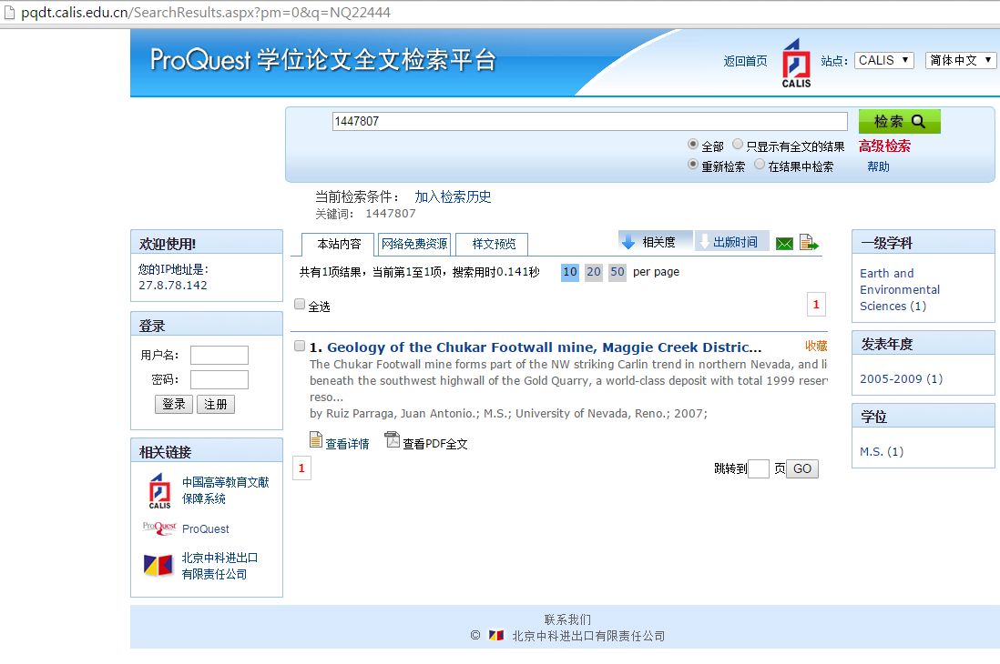 pqdt.calis.edu.cn/SearchResults.aspx?pm=0&q=NQ22444
ProQuest 学位论文全文检索平台
返回首页
CALIS
站点: CALIS 简体中文
1447807
检索
全部 只显示有全文的结果 高级检索
重新检索 在结果中检索 帮助
当前检索条件: 加入检索历史
关键词: 1447807
欢迎使用!
您的IP地址是:
27.8.78.142
登录
用户名:
密码:
登录 注册
相关链接
CALIS
中国高等教育文献
保障系统
ProQuest ProQuest
北京中科进出口
有限责任公司
本站内容 网络免费资源 样文预览 相关度 出版时间
共有1项结果，当前第1至1项，搜索用时0.141秒 10 20 50 per page
全选 1
1. Geology of the Chukar Footwall mine, Maggie Creek Distric... 收藏
The Chukar Footwall mine forms part of the NW striking Carlin trend in northern Nevada, and li
beneath the southwest highwall of the Gold Quarry, a world-class deposit with total 1999 reser
reso...
by Ruiz Parraga, Juan Antonio.; M.S.; University of Nevada, Reno.; 2007;
查看详情 查看PDF全文
1 跳转到 页 GO
一级学科
Earth and
Environmental
Sciences (1)
发表年度
2005-2009 (1)
学位
M.S. (1)
联系我们
© 北京中科进出口有限责任公司